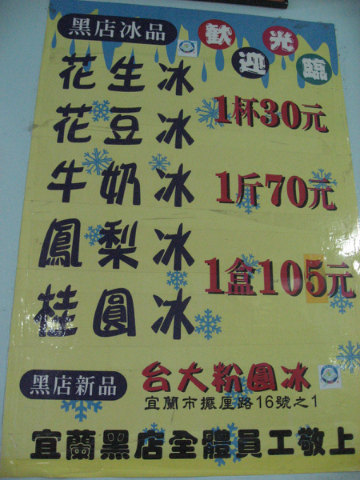 黑店冰品
歡迎光臨
花生冰
花豆冰
牛奶冰
鳳梨冰
桂圓冰
1杯30元
1斤70元
1盒105元
黑店新品
台大粉圓冰
宜蘭市擺厘路16號之1
宜蘭黑店全體員工敬上